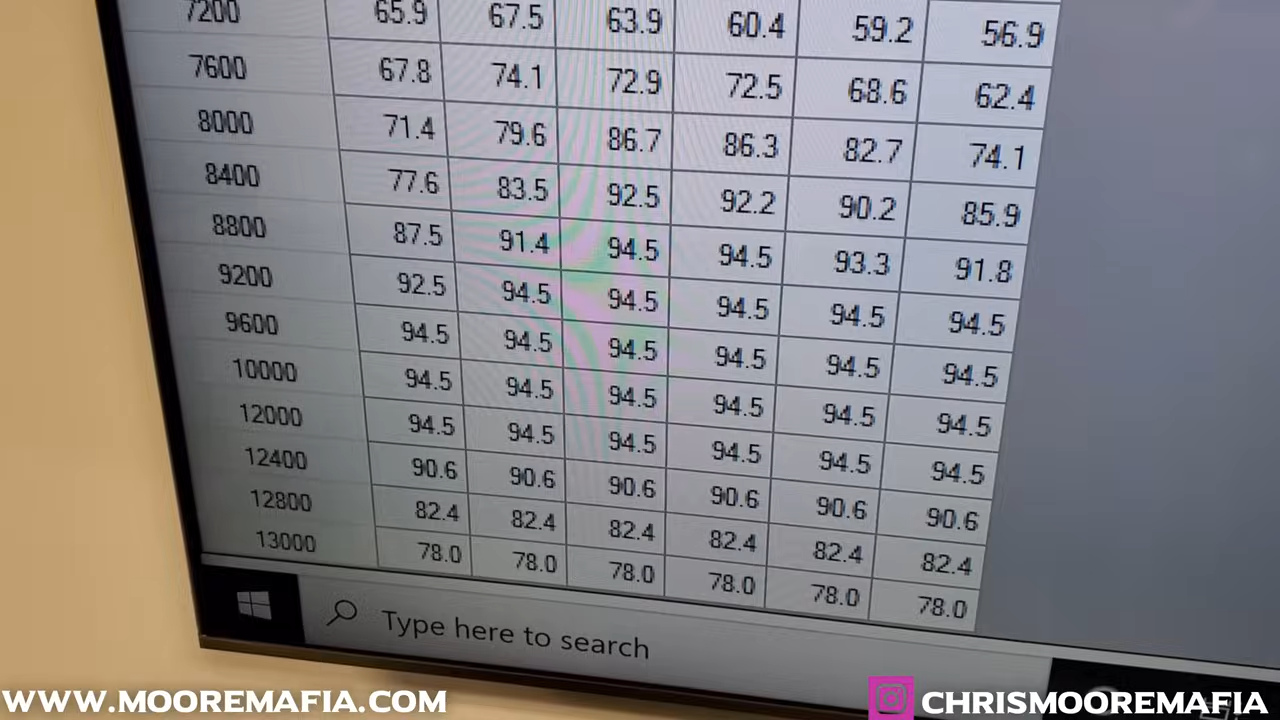 7200 65.9 67.5 63.9 60.4 59.2 56.9
7600 67.8 74.1 72.9 72.5 68.6 62.4
8000 71.4 79.6 86.7 86.3 82.7 74.1
8400 77.6 83.5 92.5 92.2 90.2 85.9
8800 87.5 91.4 94.5 94.5 93.3 91.8
9200 92.5 94.5 94.5 94.5 94.5 94.5
9600 94.5 94.5 94.5 94.5 94.5 94.5
10000 94.5 94.5 94.5 94.5 94.5 94.5
12000 94.5 94.5 94.5 94.5 94.5 94.5
12400 90.6 90.6 90.6 90.6 90.6 90.6
12800 82.4 82.4 82.4 82.4 82.4 82.4
13000 78.0 78.0 78.0 78.0 78.0 78.0
Type here to search
WWW.MOOREMAFIA.COM
CHRISMOOREMAFIA